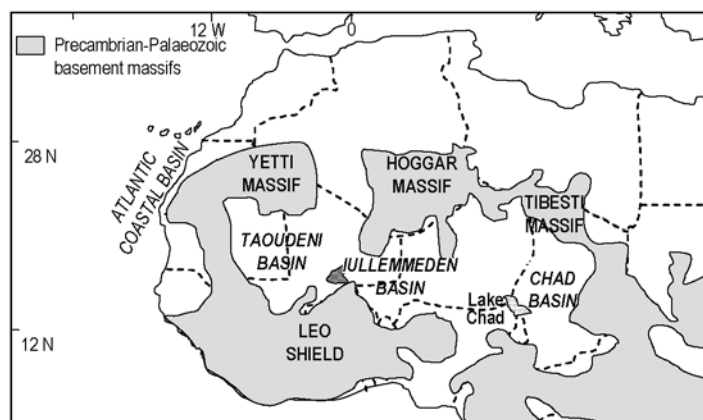 12 W
0
Precambrian-Palaeozoic
basement massifs
28 N
ATLANTIC
COASTAL BASIN
YETTI
MASSIF
HOGGAR
MASSIF
TIBESTI
MASSIF
TAOUDENI
BASIN
IULLEMMEDEN
BASIN
CHAD
BASIN
Lake
Chad
12 N
LEO
SHIELD